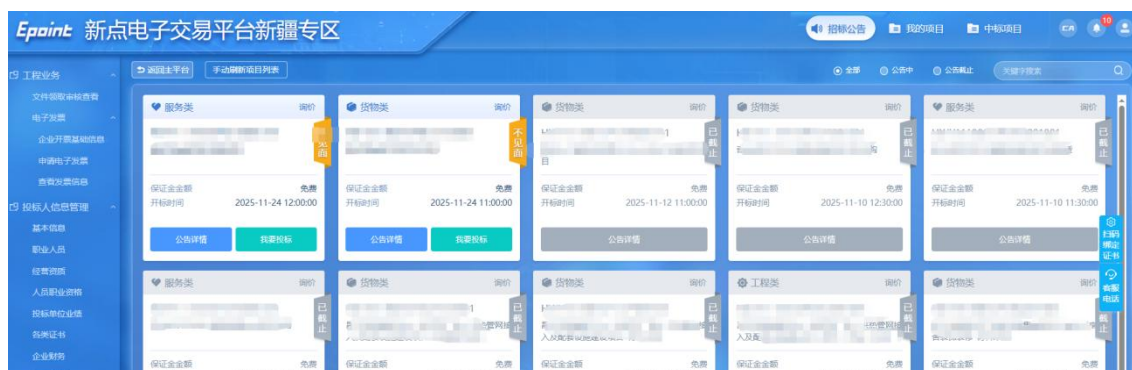 Epoint 新点电子交易平台新疆专区
招标公告 我的项目 中标项目 CA 10
工程业务
文件领取审核查看
电子发票
企业开票基础信息
申请电子发票
查看发票信息
投标人信息管理
基本信息
职业人员
经营资质
人员职业资格
投标单位业绩
各类证书
企业财务
返回主平台 手动刷新项目列表 全部 公告中 公告截止 关键字搜索
服务类 询价
不见面
保证金金额 免费
开标时间 2025-11-24 12:00:00
公告详情 我要投标
货物类 询价
不见面
保证金金额 免费
开标时间 2025-11-24 11:00:00
公告详情 我要投标
货物类 询价
已截止
目
保证金金额 免费
开标时间 2025-11-12 11:00:00
公告详情
货物类 询价
已截止
保证金金额 免费
开标时间 2025-11-10 12:30:00
公告详情
服务类 询价
已截止
保证金金额 免费
开标时间 2025-11-10 11:30:00
公告详情
服务类 询价
已截止
保证金金额 免费
货物类 询价
已截止
保证金金额 免费
货物类 询价
已截止
保证金金额 免费
工程类 询价
已截止
保证金金额 免费
货物类 询价
已截止
保证金金额 免费
扫码绑定证书
客服电话